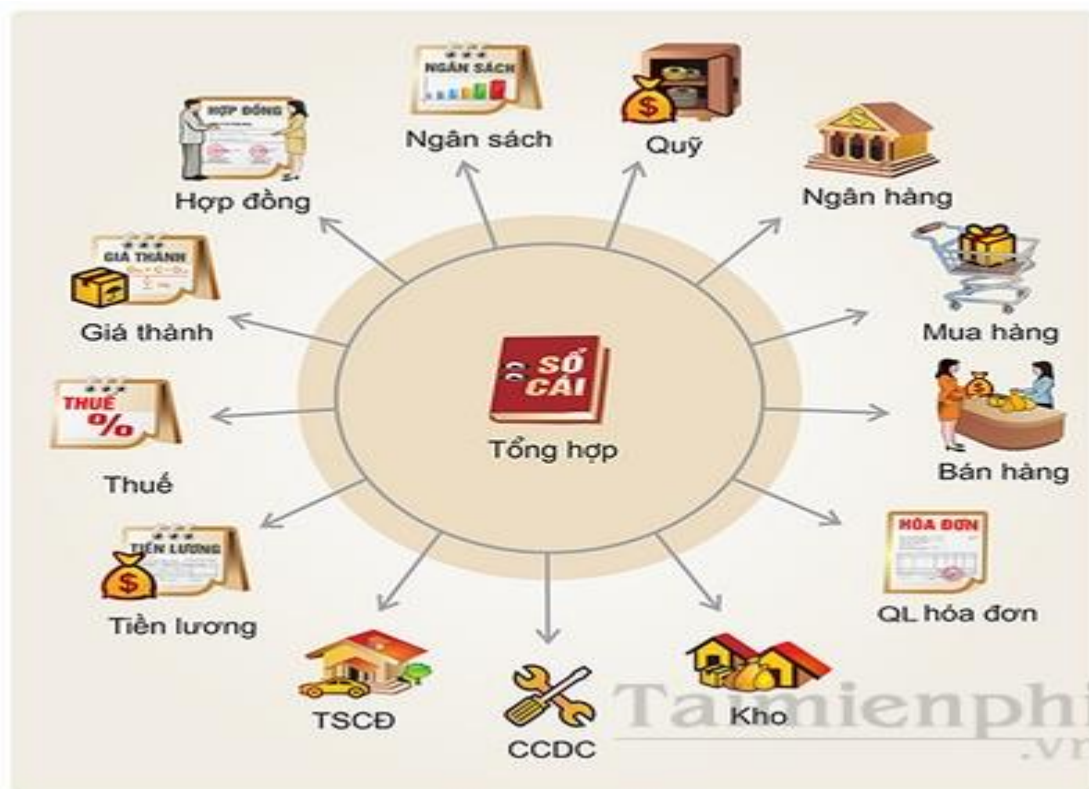 NGÂN SÁCH
Ngân sách
Quỹ
HỢP ĐỒNG
Hợp đồng
Ngân hàng
GIÁ THÀNH
Giá thành
Mua hàng
SỔ
CÁI
Tổng hợp
THUẾ
%
Thuế
Bán hàng
TIỀN LƯƠNG
Tiền lương
HÓA ĐƠN
QL hóa đơn
TSCĐ
CCDC
Kho
Taimienphi
.vn